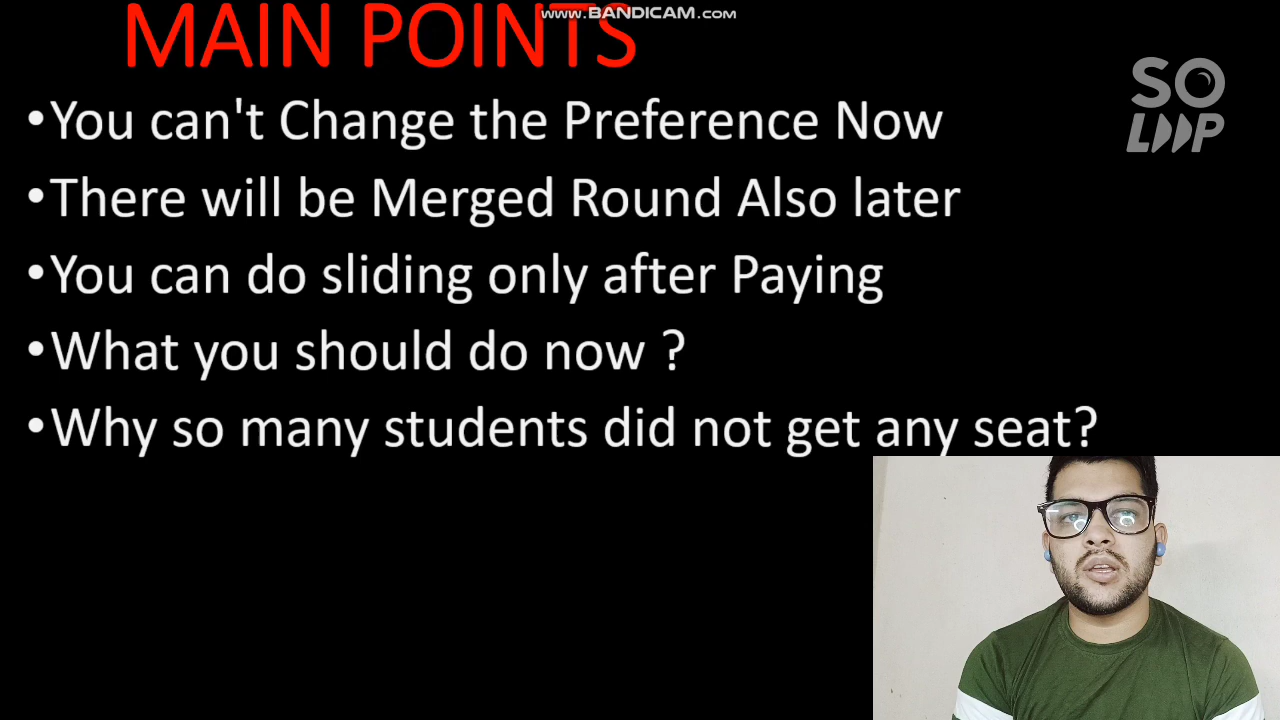 www.BANDICAM.com
MAIN POINTS
SO
LOOP
•You can't Change the Preference Now
•There will be Merged Round Also later
•You can do sliding only after Paying
•What you should do now ?
•Why so many students did not get any seat?